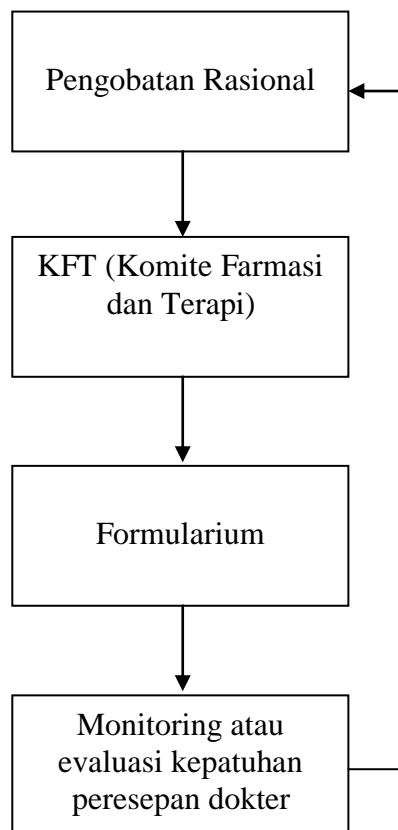 Pengobatan Rasional
KFT (Komite Farmasi
dan Terapi)
Formularium
Monitoring atau
evaluasi kepatuhan
peresepan dokter